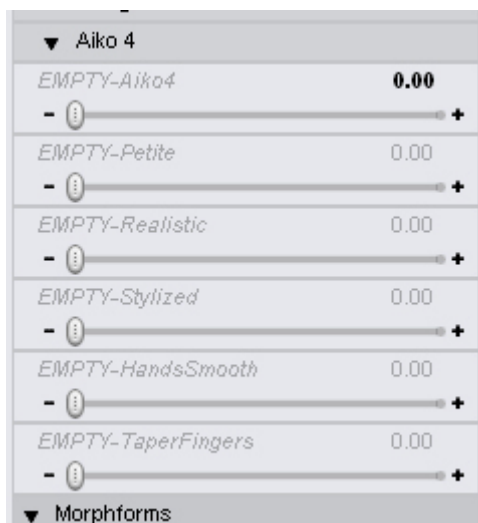 ▼ Aiko 4
EMPTY-Aiko4 0.00
- +
EMPTY-Petite 0.00
- +
EMPTY-Realistic 0.00
- +
EMPTY-Stylized 0.00
- +
EMPTY-HandsSmooth 0.00
- +
EMPTY-TaperFingers 0.00
- +
▼ Morphforms